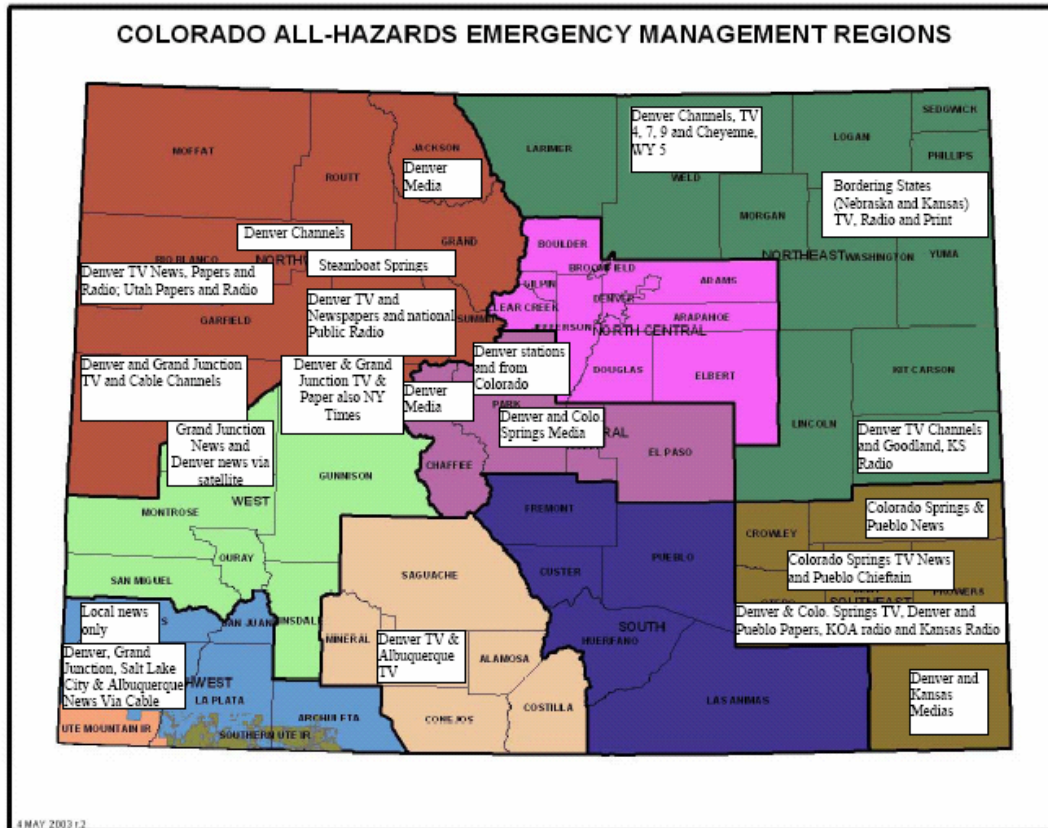 COLORADO ALL-HAZARDS EMERGENCY MANAGEMENT REGIONS
MOFFAT
ROUTT
JACKSON
Denver
Media
LARIMER
Denver Channels, TV
4, 7, 9 and Cheyenne,
WY 5
WELD
LOGAN
SEDGWICK
PHILLIPS
Bordering States
(Nebraska and Kansas)
TV, Radio and Print
MORGAN
NORTHEAST
WASHINGTON
YUMA
Denver Channels
GRAND
Steamboat Springs
Denver TV News, Papers and
Radio; Utah Papers and Radio
GARFIELD
Denver TV and
Newspapers and national
Public Radio
BOULDER
BROOMFIELD
GILPIN
DENVER
ADAMS
ARAPAHOE
NORTH CENTRAL
DOUGLAS
ELBERT
KIT CARSON
LINCOLN
Denver and Grand Junction
TV and Cable Channels
Denver & Grand
Junction TV &
Paper also NY
Times
Denver stations
and from
Colorado
Denver
Media
PARK
Denver and Colo.
Springs Media
EL PASO
Denver TV Channels
and Goodland, KS
Radio
Grand Junction
News and
Denver news via
satellite
GUNNISON
CHAFFEE
WEST
MONTROSE
OURAY
SAN MIGUEL
FREMONT
CUSTER
PUEBLO
HUERFANO
SOUTH
LAS ANIMAS
CROWLEY
Colorado Springs &
Pueblo News
Colorado Springs TV News
and Pueblo Chieftain
SOUTHEAST
PROWERS
Denver & Colo. Springs TV, Denver and
Pueblo Papers, KOA radio and Kansas Radio
Denver and
Kansas
Medias
SAGUACHE
MINERAL
Denver TV &
Albuquerque
TV
ALAMOSA
CONEJOS
COSTILLA
Local news
only
SAN JUAN
Denver, Grand
Junction, Salt Lake
City & Albuquerque
News Via Cable
LA PLATA
ARCHULETA
UTE MOUNTAIN IR
SOUTHERN UTE IR
4 MAY 2003 r.2